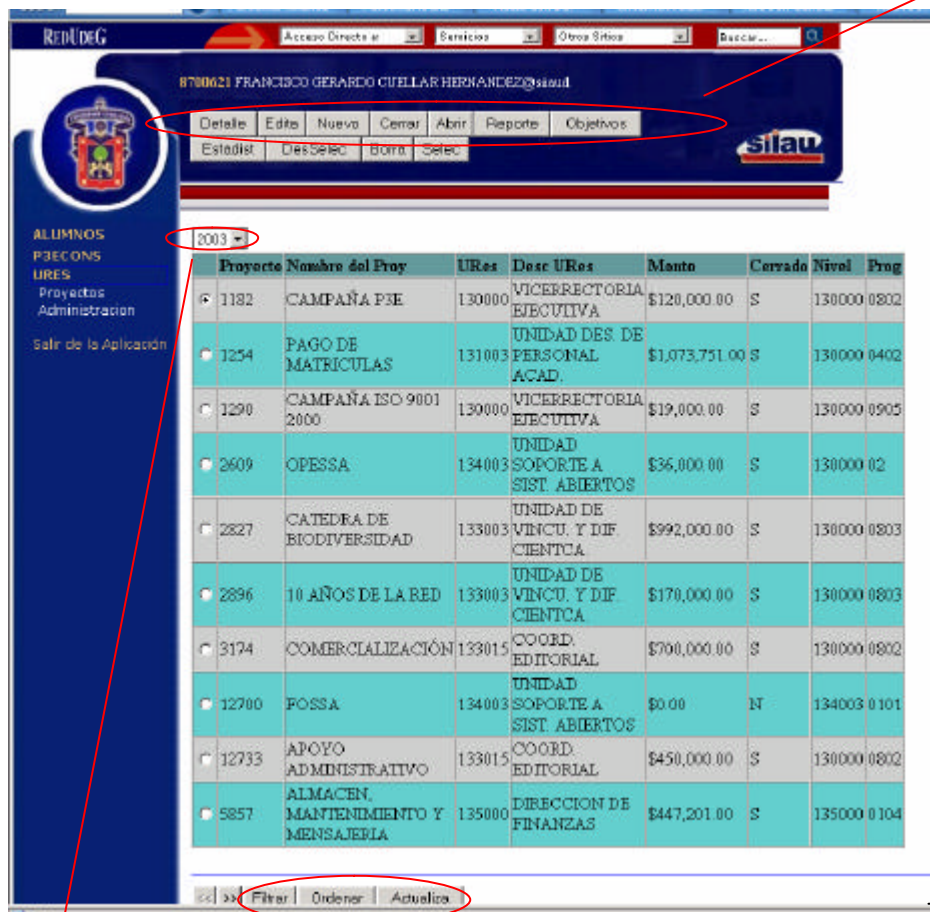 REDUDEG
Acceso Directo a: Servicios Otros Sitios Buscar...
8700621 FRANCISCO GERARDO CUELLAR HERNANDEZ@siiud
Detalle Edita Nuevo Cerrar Abrir Reporte Objetivos
Estadist DesSelec Borra Selec
siiau
ALUMNOS
P3ECONS
URES
Proyectos
Administracion
Salir de la Aplicación
2003
Proyecto Nombre del Proy URes Desc URes Monto Cerrado Nivel Prog
1182 CAMPAÑA P3E 130000 VICERRECTORIA EJECUTIVA $120,000.00 S 130000 0802
1254 PAGO DE MATRICULAS 131003 UNIDAD DES. DE PERSONAL ACAD. $1,073,751.00 S 130000 0402
1290 CAMPAÑA ISO 9001 2000 130000 VICERRECTORIA EJECUTIVA $19,000.00 S 130000 0905
2609 OPESSA 134003 UNIDAD SOPORTE A SIST. ABIERTOS $36,000.00 S 130000 02
2827 CATEDRA DE BIODIVERSIDAD 133003 UNIDAD DE VINCU. Y DIF. CIENTCA. $992,000.00 S 130000 0803
2896 10 AÑOS DE LA RED 133003 UNIDAD DE VINCU. Y DIF. CIENTCA. $170,000.00 S 130000 0803
3174 COMERCIALIZACIÓN 133015 COORD. EDITORIAL $700,000.00 S 130000 0802
12700 FOSSA 134003 UNIDAD SOPORTE A SIST. ABIERTOS $0.00 N 134003 0101
12733 APOYO ADMINISTRATIVO 133015 COORD. EDITORIAL $450,000.00 S 130000 0802
5857 ALMACEN, MANTENIMIENTO Y MENSAJERIA 135000 DIRECCION DE FINANZAS $447,201.00 S 135000 0104
<< >> Filtrar Ordenar Actualiza